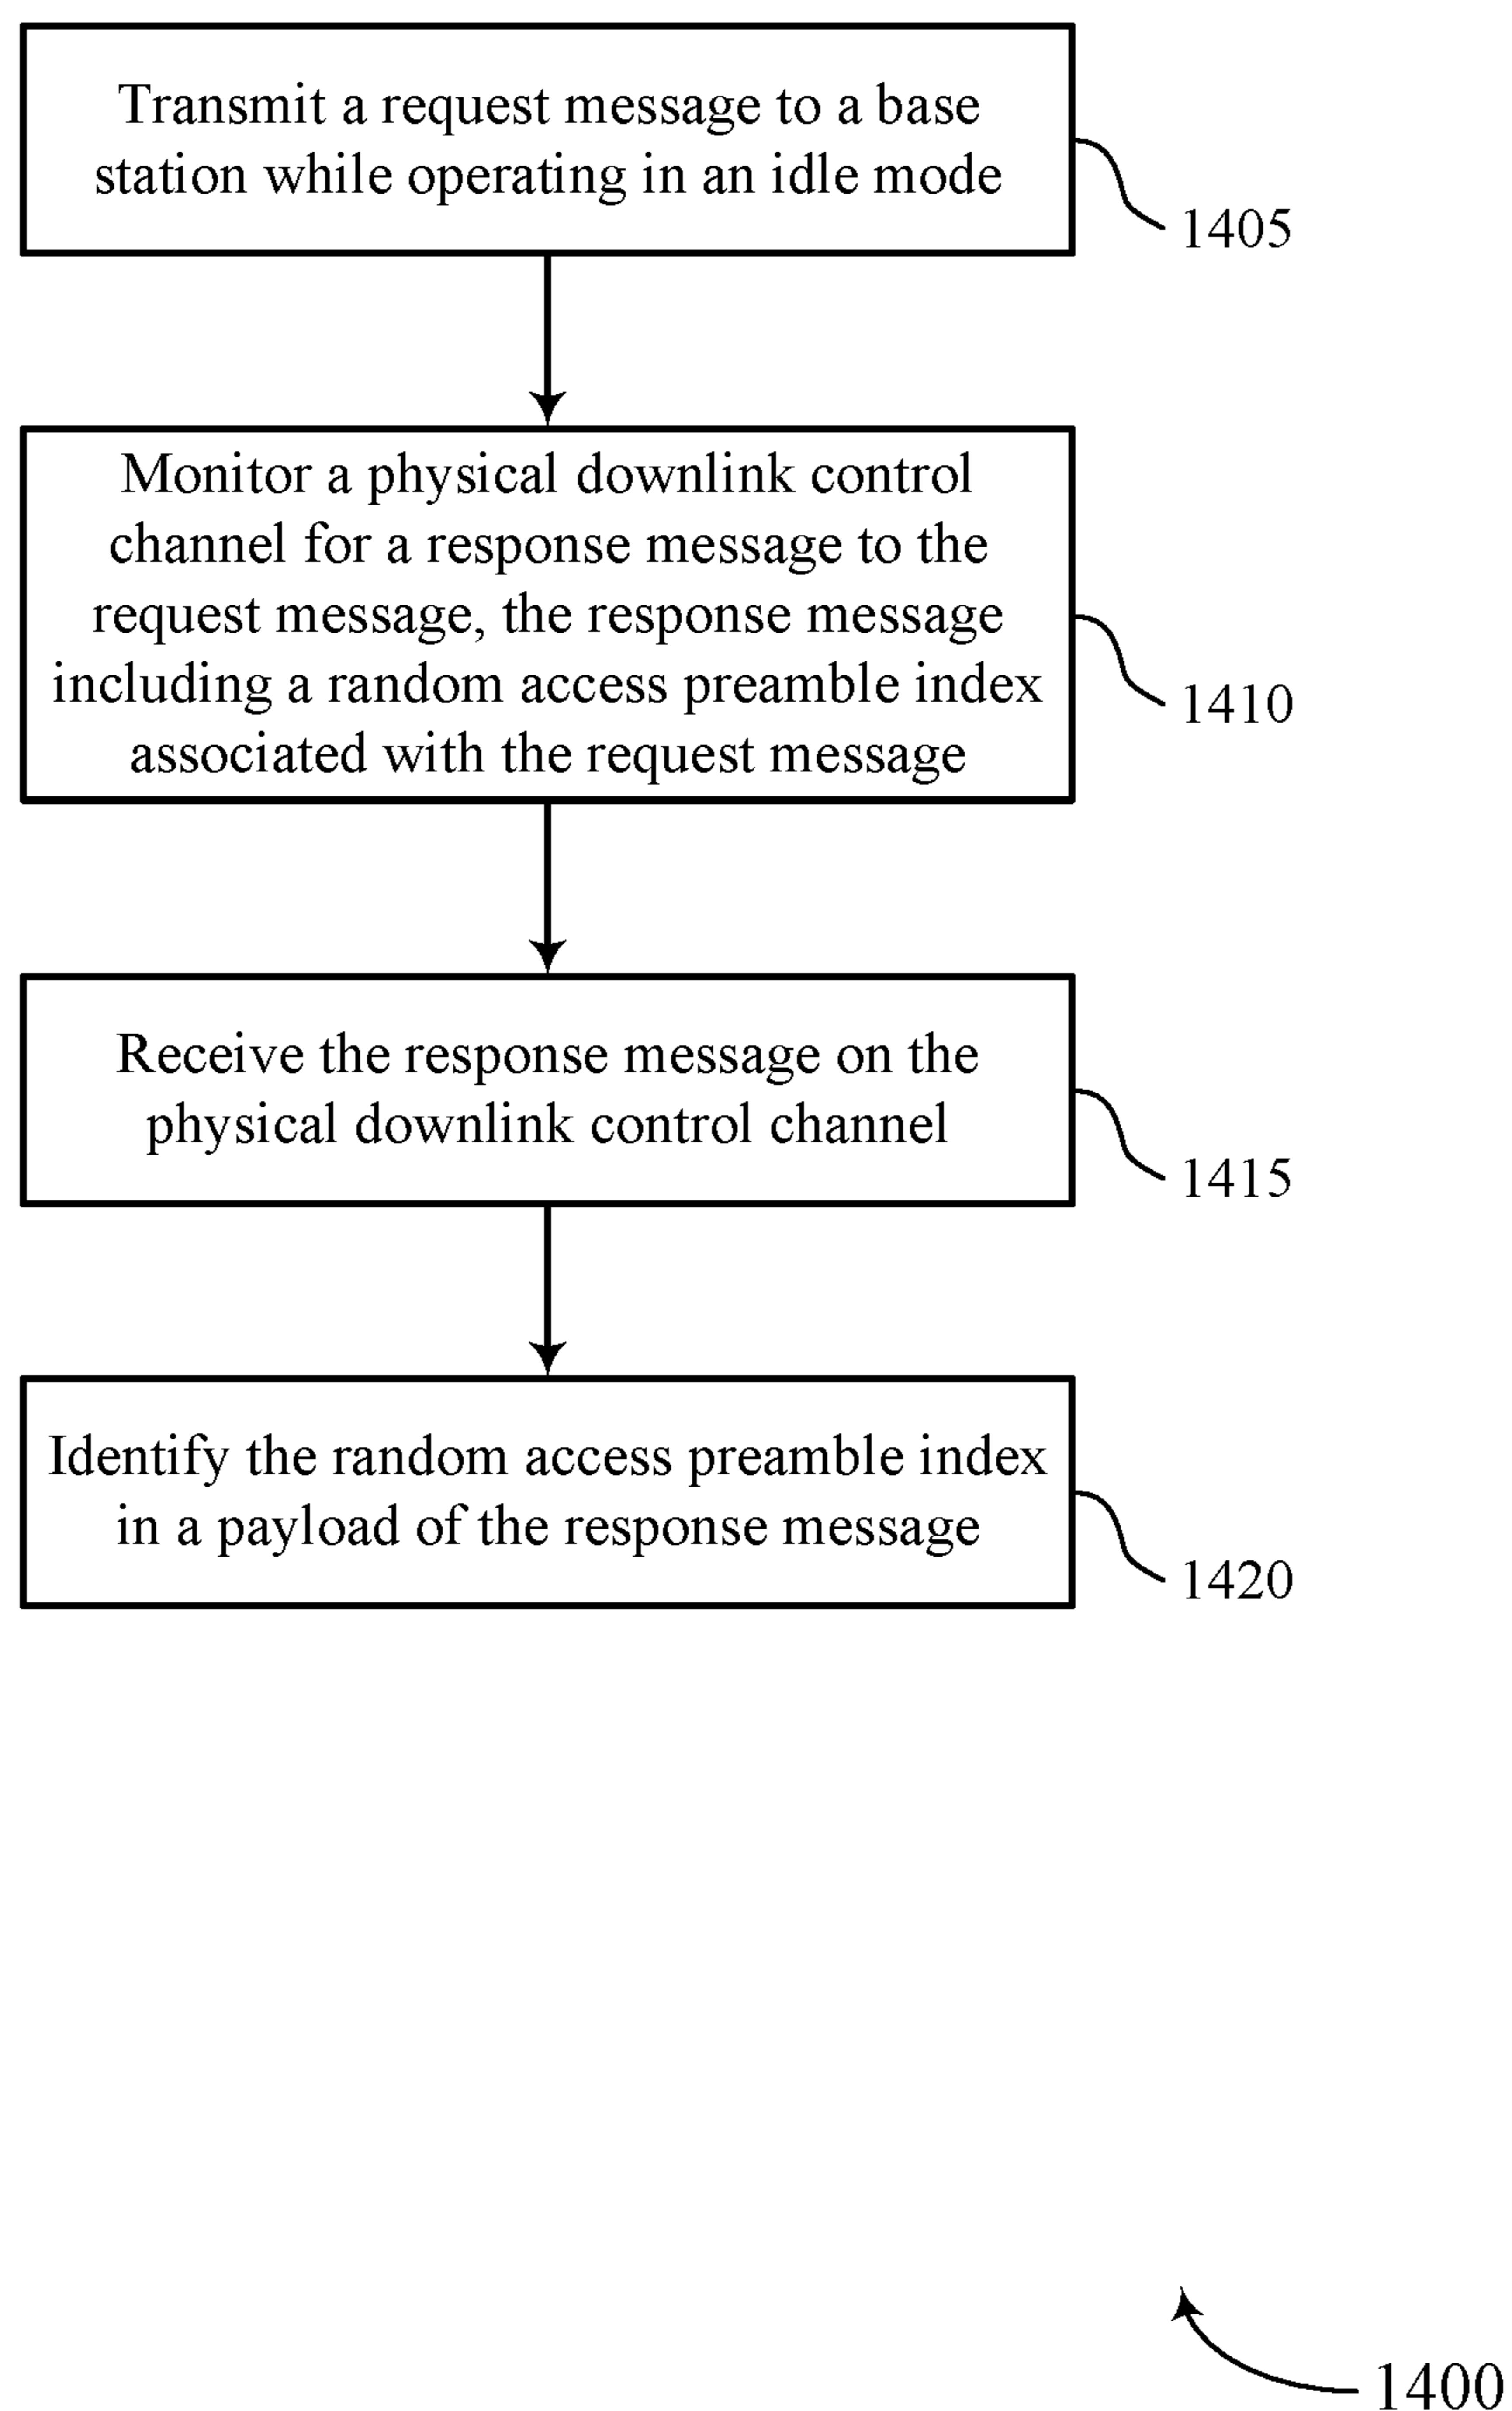 Transmit a request message to a base
station while operating in an idle mode
1405
Monitor a physical downlink control
channel for a response message to the
request message, the response message
including a random access preamble index
associated with the request message
1410
Receive the response message on the
physical downlink control channel
1415
Identify the random access preamble index
in a payload of the response message
1420
1400